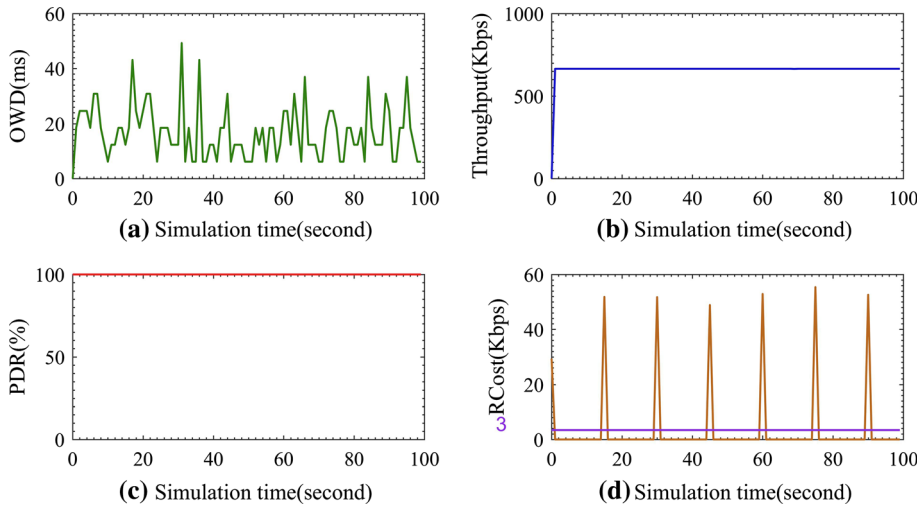 60
40
20
0
OWD(ms)
0 20 40 60 80 100
(a) Simulation time(second)
1000
500
0
Throughput(Kbps)
0 20 40 60 80 100
(b) Simulation time(second)
100
50
0
PDR(%)
0 20 40 60 80 100
(c) Simulation time(second)
60
40
20
0
RCost(Kbps)
3
0 20 40 60 80 100
(d) Simulation time(second)